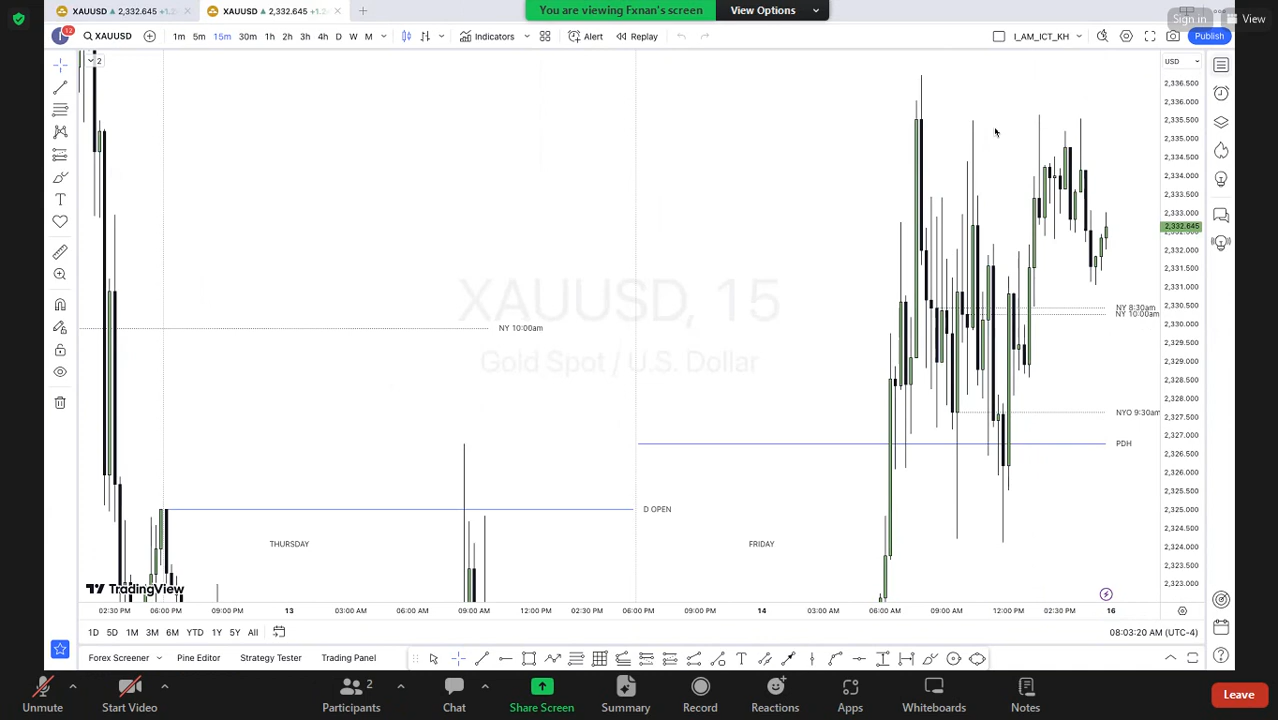 XAUUSD ▲ 2,332.645 +1.2
XAUUSD ▲ 2,332.645 +1.2
You are viewing Fxnan's screen
View Options
Sign in
View
12
XAUUSD
1m 5m 15m 30m 1h 2h 3h 4h D W M
Indicators
Alert
Replay
I_AM_ICT_KH
Publish
2
USD
2,336.500
2,336.000
2,335.500
2,335.000
2,334.500
2,334.000
2,333.500
2,333.000
2,332.645
2,332.000
2,331.500
2,331.000
2,330.500
2,330.000
2,329.500
2,329.000
2,328.500
2,328.000
2,327.500
2,327.000
2,326.500
2,326.000
2,325.500
2,325.000
2,324.500
2,324.000
2,323.500
2,323.000
XAUUSD, 15
Gold Spot / U.S. Dollar
NY 8:30am
NY 10:00am
NY 10:00am
NYO 9:30am
PDH
D OPEN
THURSDAY
FRIDAY
TradingView
02:30 PM 06:00 PM 09:00 PM 13 03:00 AM 06:00 AM 09:00 AM 12:00 PM 02:30 PM 06:00 PM 09:00 PM 14 03:00 AM 06:00 AM 09:00 AM 12:00 PM 02:30 PM 16
1D 5D 1M 3M 6M YTD 1Y 5Y All
08:03:20 AM (UTC-4)
Forex Screener Pine Editor Strategy Tester Trading Panel
2
Unmute Start Video Participants Chat Share Screen Summary Record Reactions Apps Whiteboards Notes
Leave